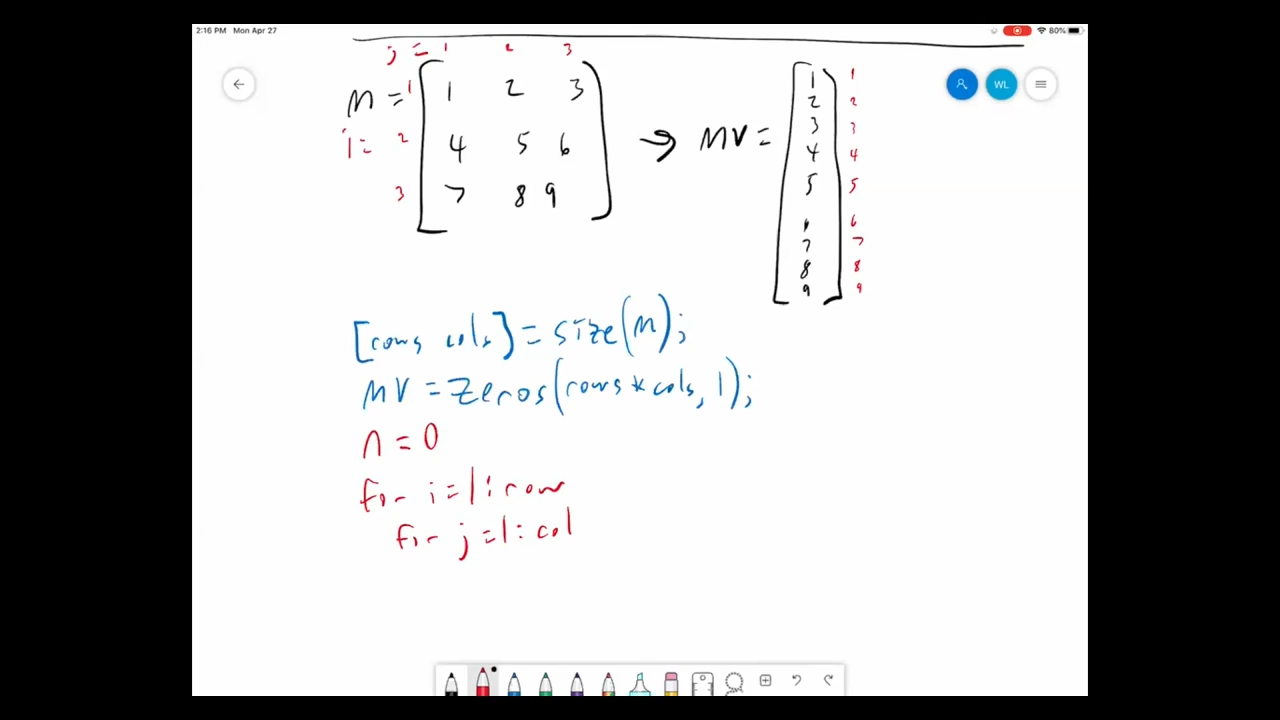 2:16 PM Mon Apr 27
80%
j = 1 2 3
WL
M = 1 [ 1 2 3 ]
i = 2 [ 4 5 6 ]
3 [ 7 8 9 ]
→ MV =
1 1
2 2
3 3
4 4
5 5
6 6
7 7
8 8
9 9
[rows cols] = size(M);
MV = zeros(rows*cols, 1);
n = 0
for i = 1:row
for j = 1:col